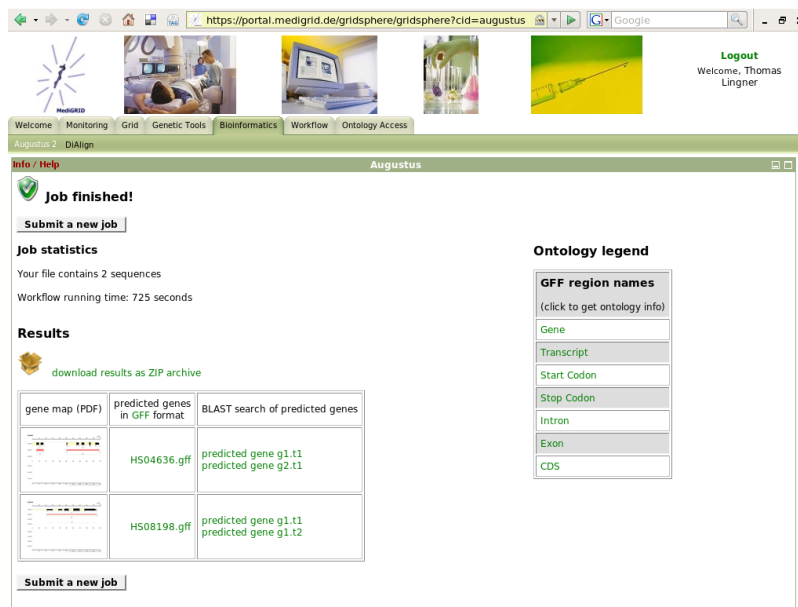 https://portal.medigrid.de/gridsphere/gridsphere?cid=augustus
G
Google
TAG
MediGRID
Logout
Welcome, Thomas
Lingner
Welcome
Monitoring
Grid
Genetic Tools
Bioinformatics
Workflow
Ontology Access
Augustus 2
DiAlign
Info / Help
Augustus
Job finished!
Submit a new job
Job statistics
Your file contains 2 sequences
Workflow running time: 725 seconds
Results
download results as ZIP archive
gene map (PDF)
predicted genes
in GFF format
BLAST search of predicted genes
HS04636.gff
predicted gene g1.t1
predicted gene g2.t1
HS08198.gff
predicted gene g1.t1
predicted gene g1.t2
Submit a new job
Ontology legend
GFF region names
(click to get ontology info)
Gene
Transcript
Start Codon
Stop Codon
Intron
Exon
CDS